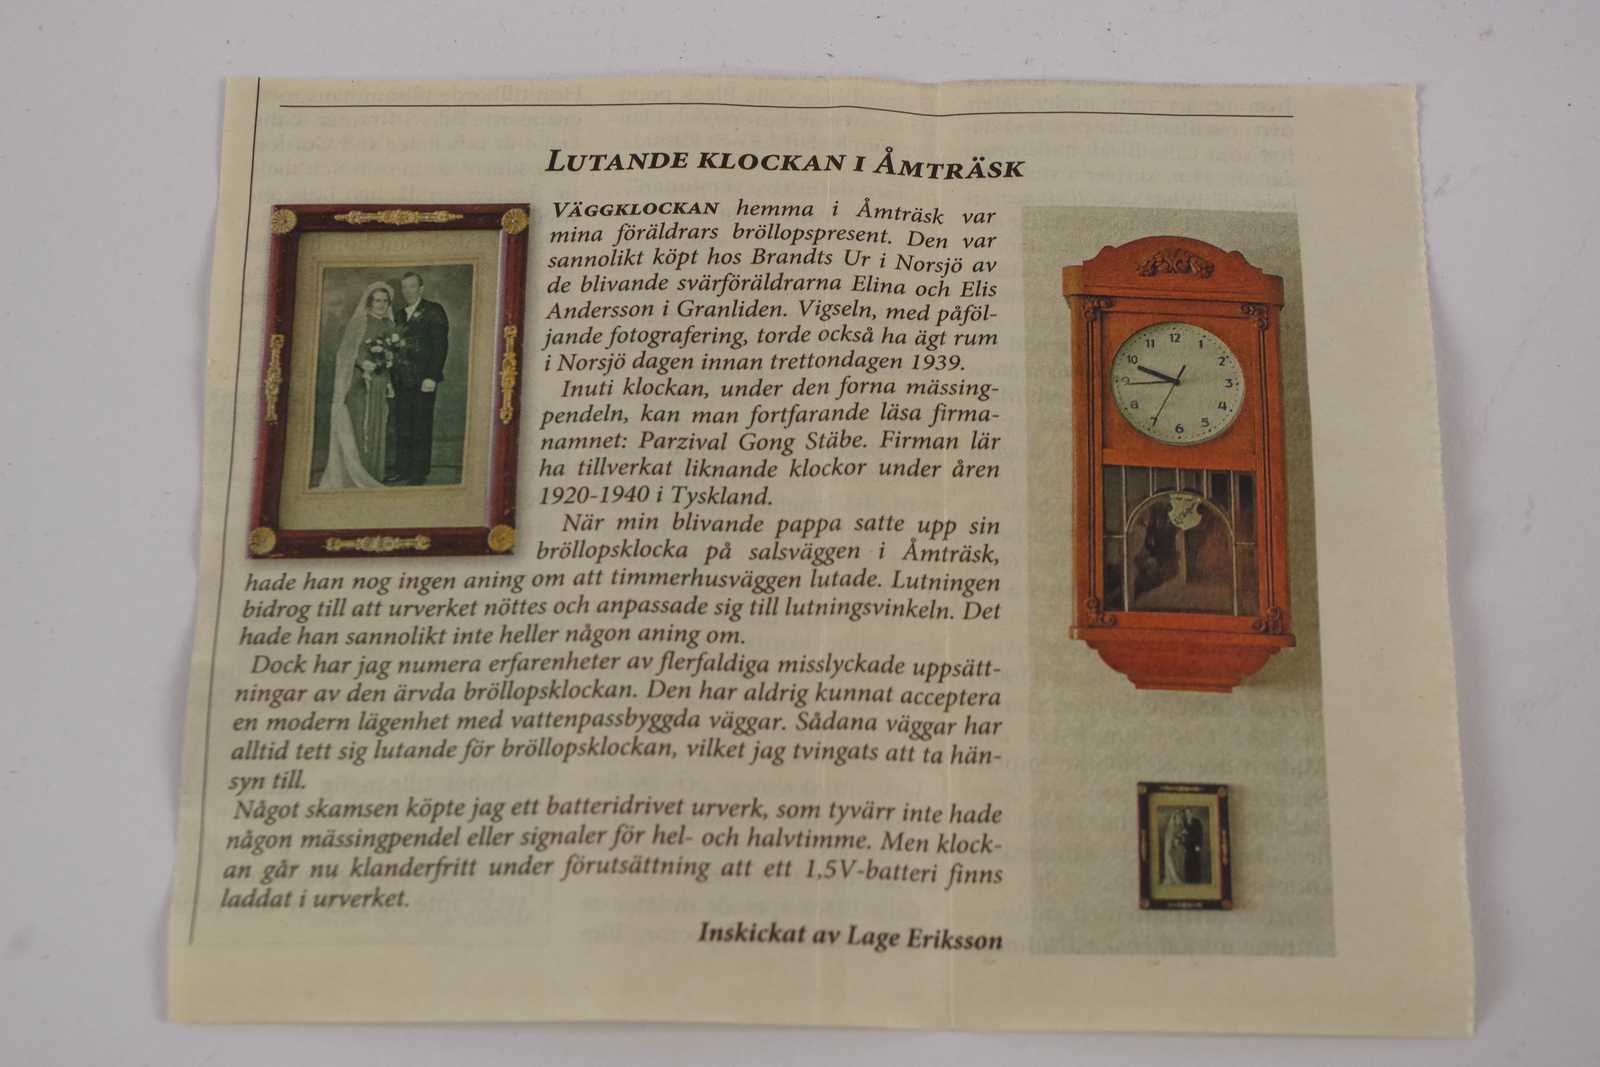 LUTANDE KLOCKAN I ÅMTRÄSK
VÄGGKLOCKAN hemma i Åmträsk var
mina föräldrars bröllopspresent. Den var
sannolikt köpt hos Brandts Ur i Norsjö av
de blivande svärföräldrarna Elina och Elis
Andersson i Granliden. Vigseln, med påföl-
jande fotografering, torde också ha ägt rum
i Norsjö dagen innan trettondagen 1939.
Inuti klockan, under den forna mässing-
pendeln, kan man fortfarande läsa firma-
namnet: Parzival Gong Stäbe. Firman lär
ha tillverkat liknande klockor under åren
1920-1940 i Tyskland.
När min blivande pappa satte upp sin
bröllopsklocka på salsväggen i Åmträsk,
hade han nog ingen aning om att timmerhusväggen lutade. Lutningen
bidrog till att urverket nöttes och anpassade sig till lutningsvinkeln. Det
hade han sannolikt inte heller någon aning om.
Dock har jag numera erfarenheter av flerfaldiga misslyckade uppsätt-
ningar av den ärvda bröllopsklockan. Den har aldrig kunnat acceptera
en modern lägenhet med vattenpassbyggda väggar. Sådana väggar har
alltid tett sig lutande för bröllopsklockan, vilket jag tvingats att ta hän-
syn till.
Något skamsen köpte jag ett batteridrivet urverk, som tyvärr inte hade
någon mässingpendel eller signaler för hel- och halvtimme. Men klock-
an går nu klanderfritt under förutsättning att ett 1,5V-batteri finns
laddat i urverket.
Inskickat av Lage Eriksson
12
1
2
3
4
5
6
7
8
9
10
11